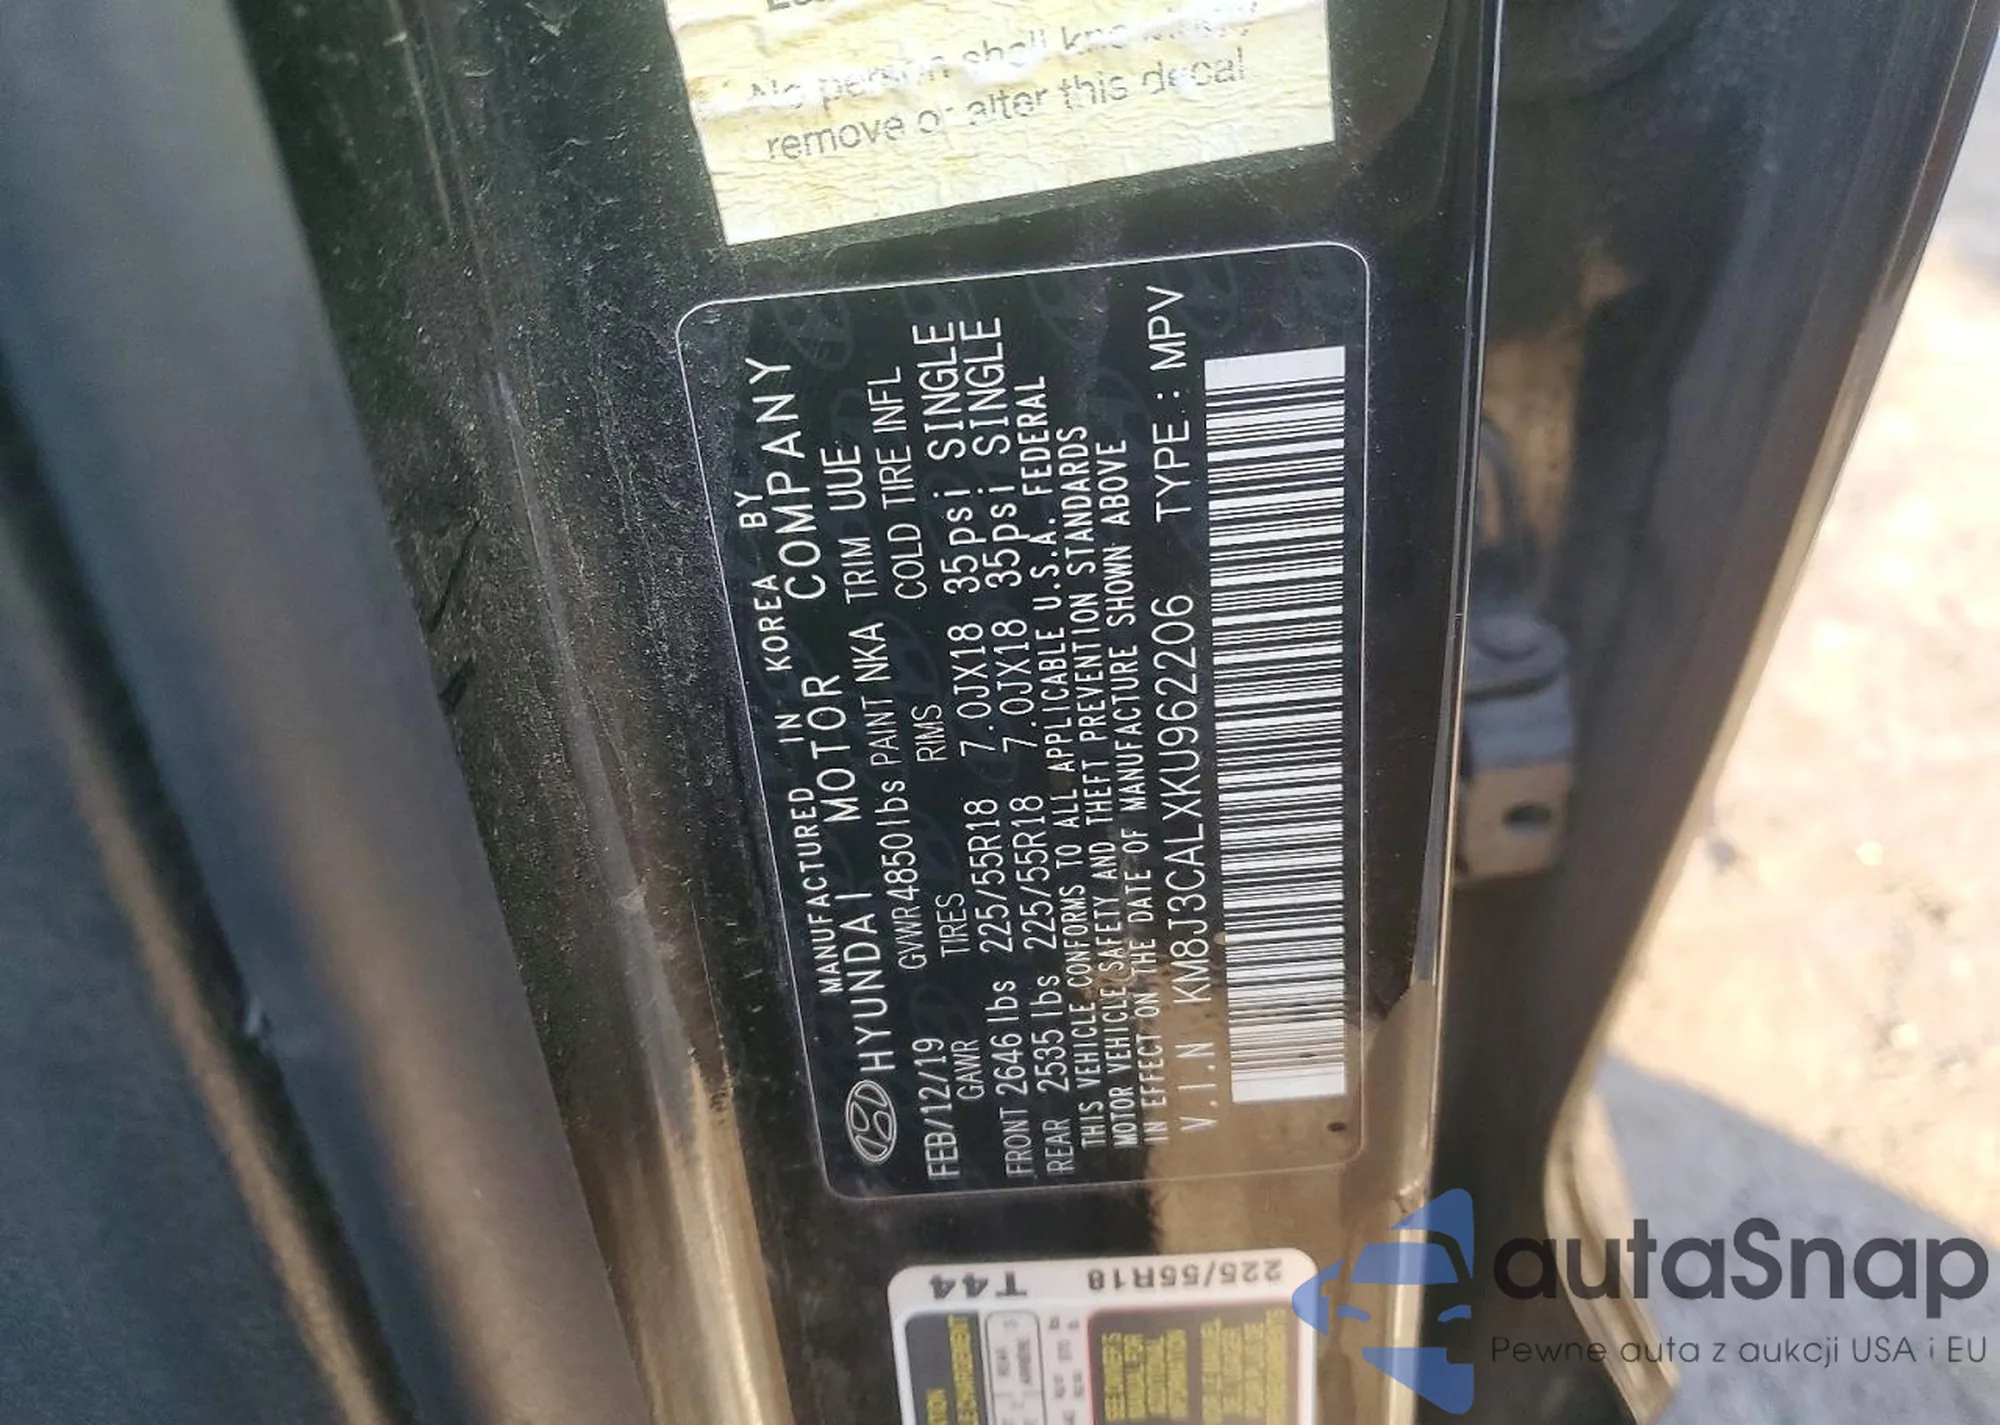 No person shall
remove or alter this decal
MANUFACTURED IN KOREA BY
HYUNDAI MOTOR COMPANY
FEB/12/19 GVWR 4850lbs PAINT NKA TRIM UUE
GAWR TIRES RIMS COLD TIRE INFL
FRONT 2646lbs 225/55R18 7.0JX18 35psi SINGLE
REAR 2535lbs 225/55R18 7.0JX18 35psi SINGLE
THIS VEHICLE CONFORMS TO ALL APPLICABLE U.S.A. FEDERAL
MOTOR VEHICLE SAFETY AND THEFT PREVENTION STANDARDS
IN EFFECT ON THE DATE OF MANUFACTURE SHOWN ABOVE
V.I.N KM8J3CALXKU962206 TYPE : MPV
225/55R18 T44
autaSnap
Pewne auta z aukcji USA i EU